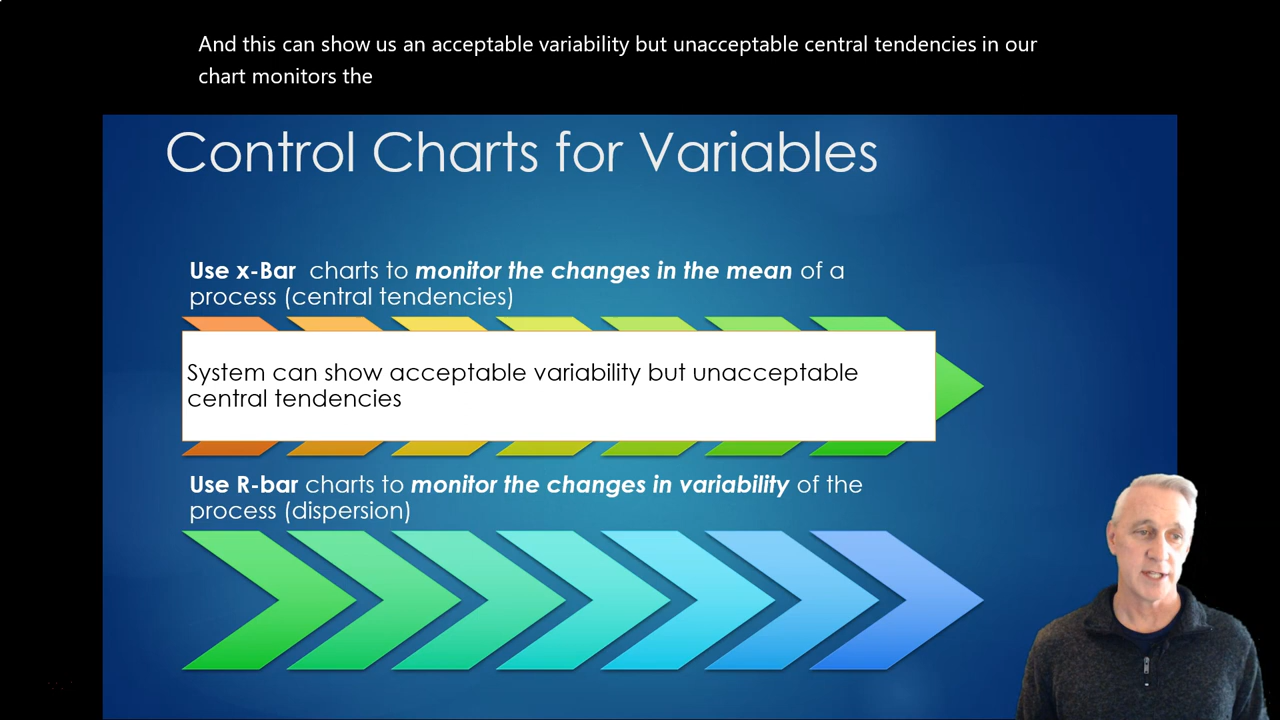 And this can show us an acceptable variability but unacceptable central tendencies in our
chart monitors the
Control Charts for Variables
Use x-Bar charts to monitor the changes in the mean of a
process (central tendencies)
System can show acceptable variability but unacceptable
central tendencies
Use R-bar charts to monitor the changes in variability of the
process (dispersion)